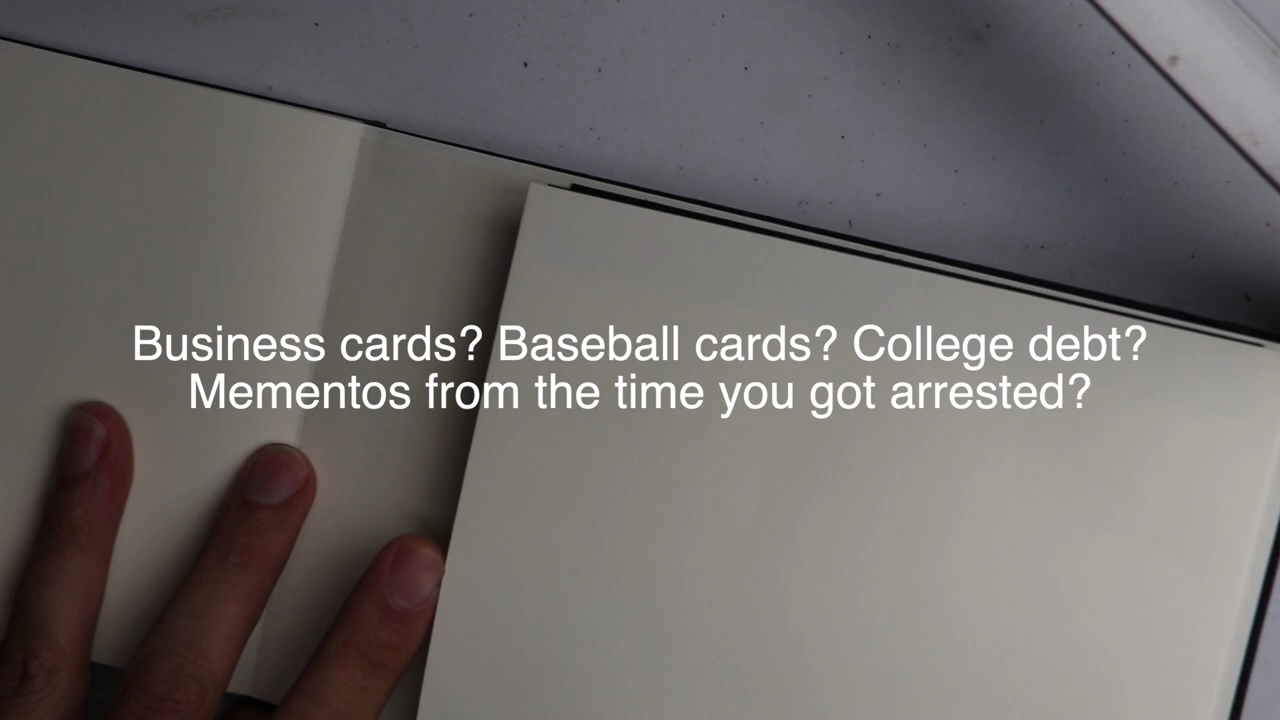 Business cards? Baseball cards? College debt?
Mementos from the time you got arrested?